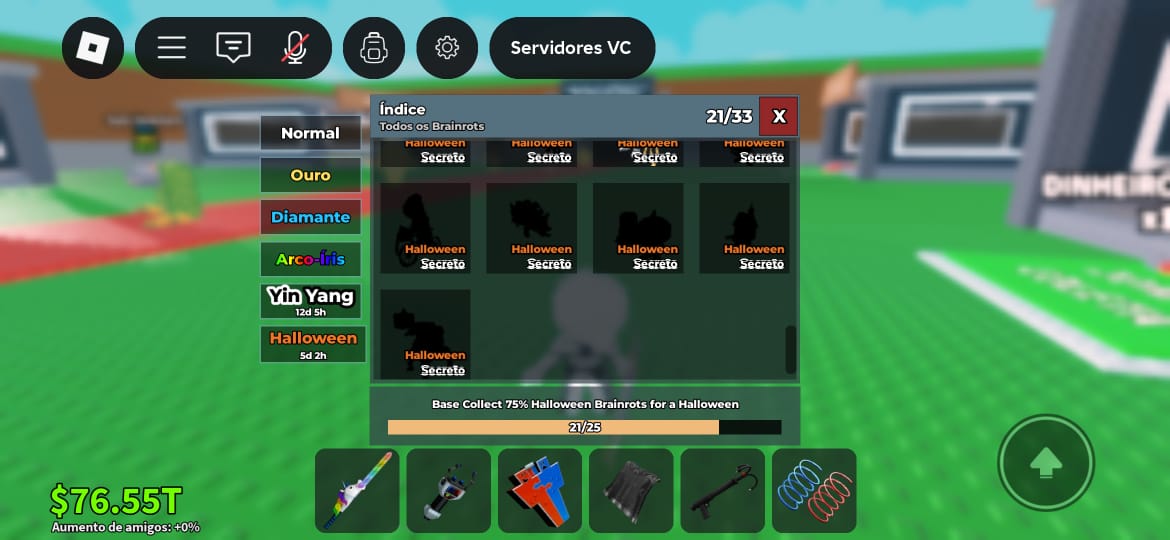 Servidores VC
Índice
Todos os Brainrots
21/33
X
Normal
Ouro
Diamante
Arco-Íris
Yin Yang
12d 5h
Halloween
5d 2h
Halloween
Secreto
Halloween
Secreto
Halloween
Secreto
Halloween
Secreto
Halloween
Secreto
Halloween
Secreto
Halloween
Secreto
Halloween
Secreto
Halloween
Secreto
Base Collect 75% Halloween Brainrots for a Halloween
21/25
DINHEIRO
$76.55T
Aumento de amigos: +0%